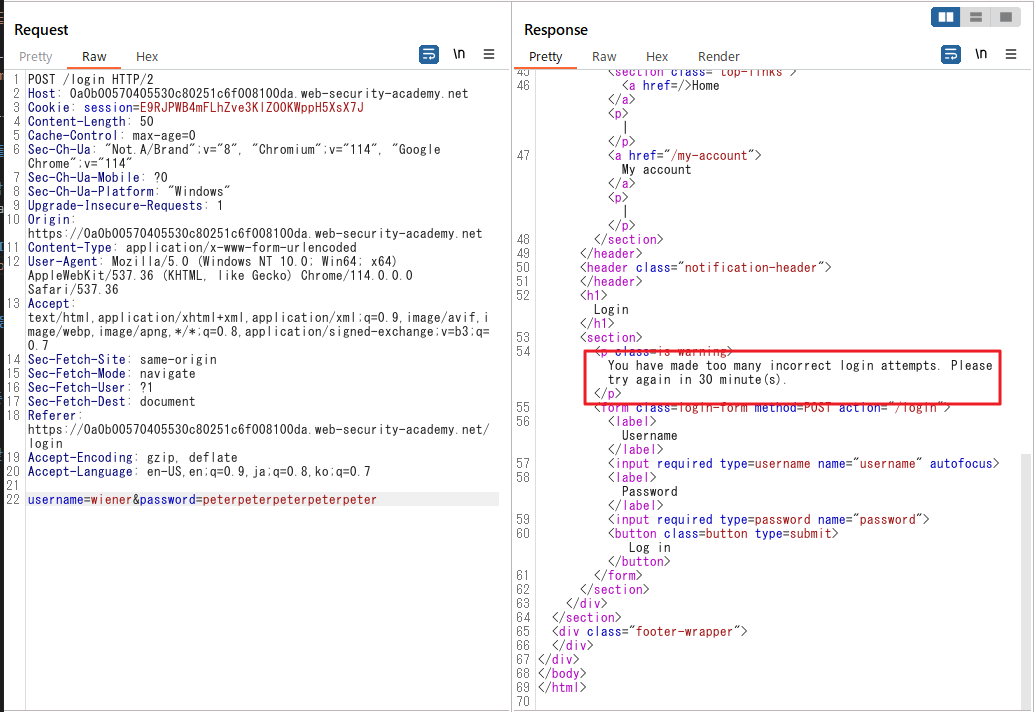 Request
Response
Pretty Raw Hex
\n
Pretty Raw Hex Render
\n
1 POST /login HTTP/2
2 Host: 0a0b00570405530c80251c6f008100da.web-security-academy.net
3 Cookie: session=E9RJPWB4mFLhZve3KlZ0OKWppH5XsX7J
4 Content-Length: 50
5 Cache-Control: max-age=0
6 Sec-Ch-Ua: "Not.A/Brand";v="8", "Chromium";v="114", "Google
Chrome";v="114"
7 Sec-Ch-Ua-Mobile: ?0
8 Sec-Ch-Ua-Platform: "Windows"
9 Upgrade-Insecure-Requests: 1
10 Origin:
https://0a0b00570405530c80251c6f008100da.web-security-academy.net
11 Content-Type: application/x-www-form-urlencoded
12 User-Agent: Mozilla/5.0 (Windows NT 10.0; Win64; x64)
AppleWebKit/537.36 (KHTML, like Gecko) Chrome/114.0.0.0
Safari/537.36
13 Accept:
text/html,application/xhtml+xml,application/xml;q=0.9,image/avif,i
mage/webp,image/apng,*/*;q=0.8,application/signed-exchange;v=b3;q=
0.7
14 Sec-Fetch-Site: same-origin
15 Sec-Fetch-Mode: navigate
16 Sec-Fetch-User: ?1
17 Sec-Fetch-Dest: document
18 Referer:
https://0a0b00570405530c80251c6f008100da.web-security-academy.net/
login
19 Accept-Encoding: gzip, deflate
20 Accept-Language: en-US,en;q=0.9,ja;q=0.8,ko;q=0.7
21
22 username=wiener&password=peterpeterpeterpeterpeter
45 <section class="top-links">
46 <a href=/>Home
</a>
<p>
|
</p>
47 <a href="/my-account">
My account
</a>
<p>
|
</p>
48 </section>
49 </header>
50 <header class="notification-header">
51 </header>
52 <h1>
Login
</h1>
53 <section>
54 <p class=is-warning>
You have made too many incorrect login attempts. Please
try again in 30 minute(s).
</p>
55 <form class=login-form method=POST action="/login">
56 <label>
Username
</label>
57 <input required type=username name="username" autofocus>
58 <label>
Password
</label>
59 <input required type=password name="password">
60 <button class=button type=submit>
Log in
</button>
61 </form>
62 </section>
63 </div>
64 </section>
65 <div class="footer-wrapper">
66 </div>
67 </div>
68 </body>
69 </html>
70